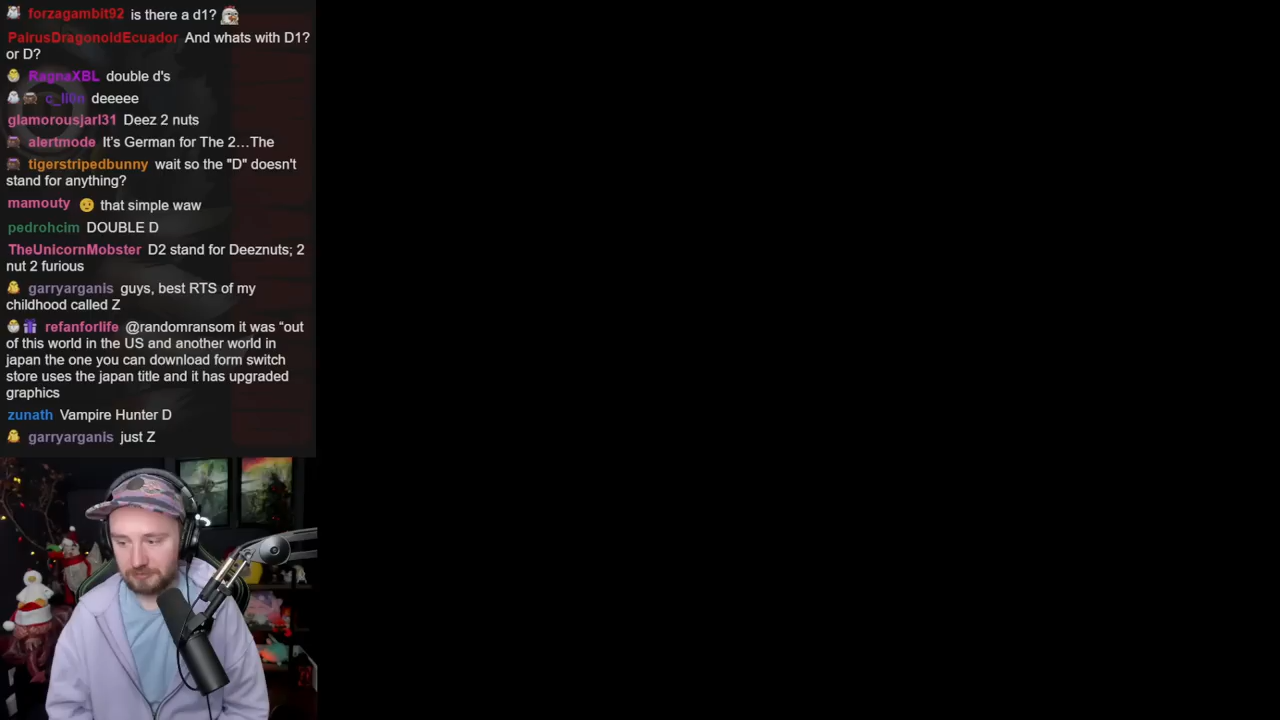 forzagambit92 is there a d1?
PairusDragonoidEcuador And whats with D1?
or D?
RagnaXBL double d's
c_li0n deeeee
glamorousjarl31 Deez 2 nuts
alertmode It’s German for The 2…The
tigerstripedbunny wait so the "D" doesn't
stand for anything?
mamouty that simple waw
pedrohcim DOUBLE D
TheUnicornMobster D2 stand for Deeznuts; 2
nut 2 furious
garryarganis guys, best RTS of my
childhood called Z
refanforlife @randomransom it was “out
of this world in the US and another world in
japan the one you can download form switch
store uses the japan title and it has upgraded
graphics
zunath Vampire Hunter D
garryarganis just Z